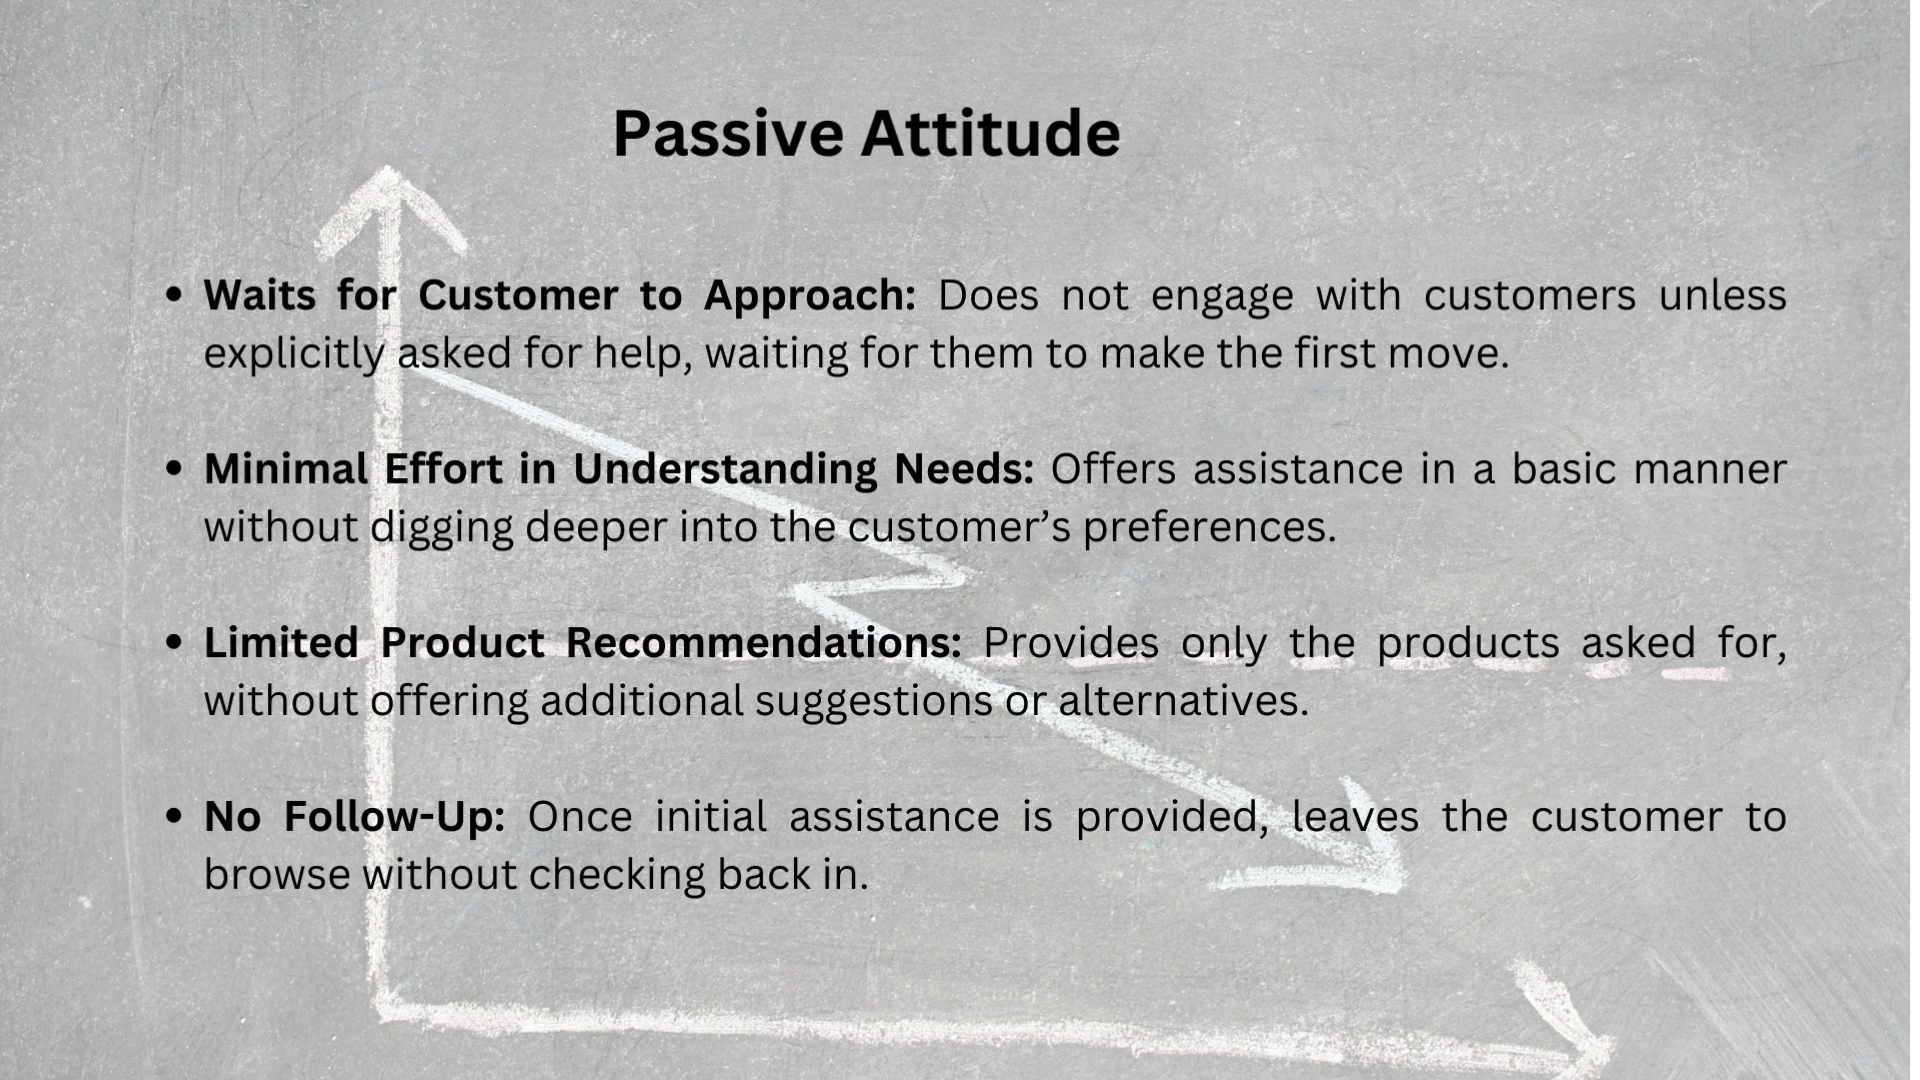 Passive Attitude
• Waits for Customer to Approach: Does not engage with customers unless
explicitly asked for help, waiting for them to make the first move.
• Minimal Effort in Understanding Needs: Offers assistance in a basic manner
without digging deeper into the customer’s preferences.
• Limited Product Recommendations: Provides only the products asked for,
without offering additional suggestions or alternatives.
• No Follow-Up: Once initial assistance is provided, leaves the customer to
browse without checking back in.